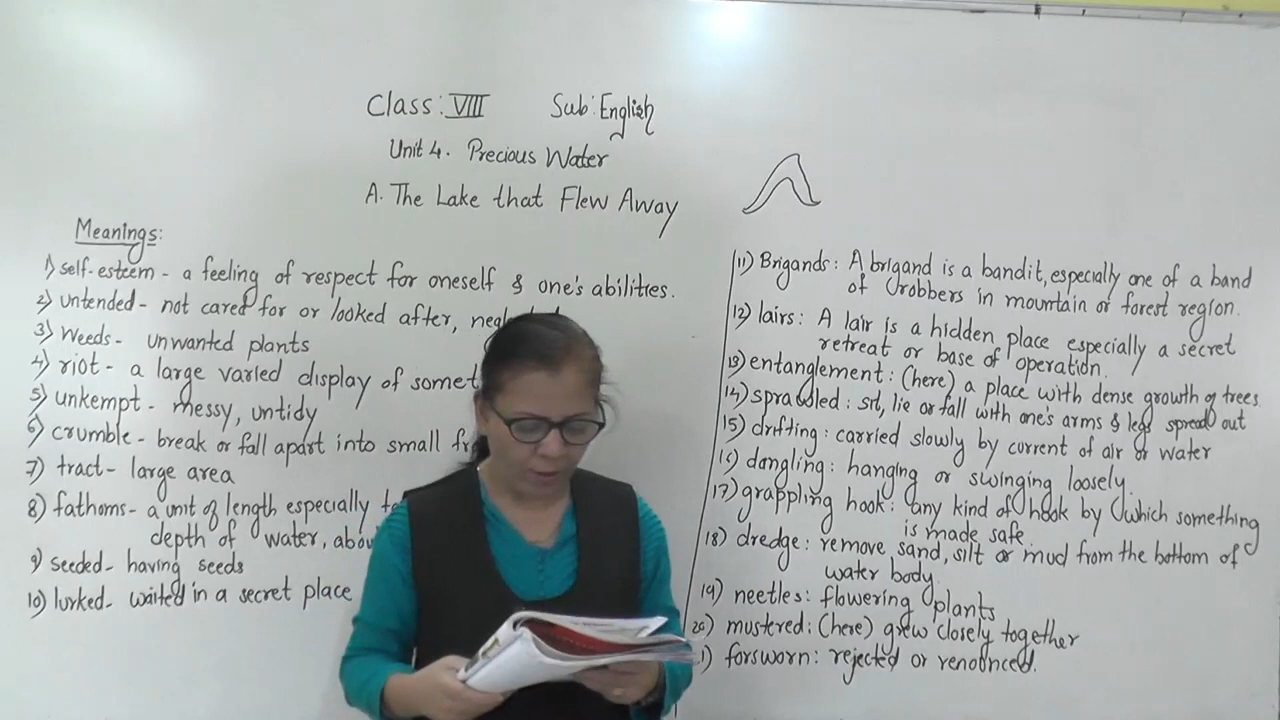 Class: VIII Sub: English
Unit 4. Precious Water
A. The Lake that Flew Away
Meanings:
1) self-esteem - a feeling of respect for oneself & one's abilities.
2) untended - not cared for or looked after,
3) Weeds - unwanted plants
4) riot - a large varied display of
5) unkempt - messy, untidy
6) crumble - break or fall apart into small
7) tract - large area
8) fathoms - a unit of length especially
depth of water,
9) seeded - having seeds
10) lurked - waited in a secret place
11) Brigands: A brigand is a bandit, especially one of a band
of robbers in mountain or forest region.
12) lairs: A lair is a hidden place especially a secret
retreat or base of operation.
13) entanglement: (here) a place with dense growth of trees
14) sprawled: sit, lie or fall with one's arms & legs spread out
15) drifting: carried slowly by current of air or water
16) dangling: hanging or swinging loosely.
17) grappling hook: any kind of hook by which something
is made safe.
18) dredge: remove sand, silt or mud from the bottom of
water body.
19) neetles: flowering plants
20) mustered: (here) grew closely together
1) forsworn: rejected or renounced.